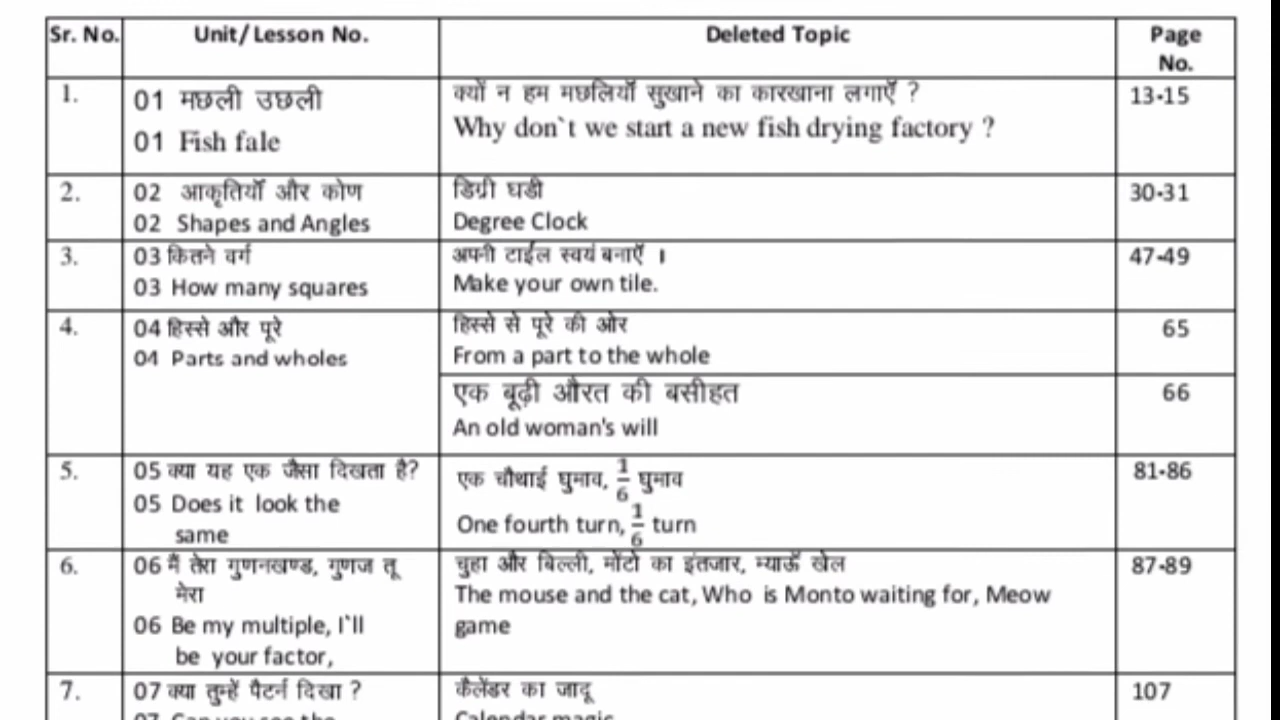 Sr. No. Unit/Lesson No. Deleted Topic Page
No.
1. 01 मछली उछली क्यों न हम मछलियॉ सुखाने का कारखाना लगाऍ ? 13-15
01 Fish fale Why don`t we start a new fish drying factory ?
2. 02 आकृतियॉ और कोण डिग्री घडी 30-31
02 Shapes and Angles Degree Clock
3. 03 कितने वर्ग अपनी टाईल स्वयं बनाऍ । 47-49
03 How many squares Make your own tile.
4. 04 हिस्से और पूरे हिस्से से पूरे की ओर 65
04 Parts and wholes From a part to the whole
एक बूढ़ी औरत की बसीहत 66
An old woman's will
5. 05 क्या यह एक जैसा दिखता है? एक चौथाई घुमाव, 1/6 घुमाव 81-86
05 Does it look the One fourth turn, 1/6 turn
same
6. 06 मैं तेरा गुणनखण्ड, गुणज तू चुहा और बिल्ली, मोंटो का इंतजार, म्याऊँ खेल 87-89
मेरा The mouse and the cat, Who is Monto waiting for, Meow
06 Be my multiple, I`ll game
be your factor,
7. 07 क्या तुम्हें पैटर्न दिखा ? कैलेंडर का जादू 107
07 Can you see the Calendar magic